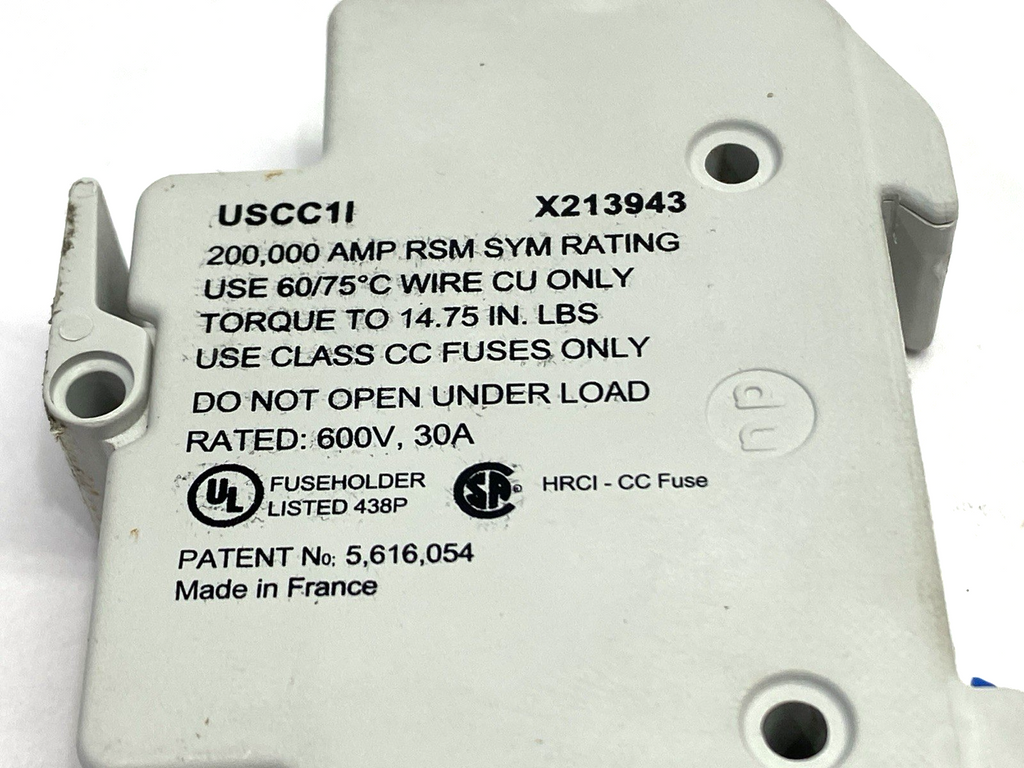 USCC1I X213943
200,000 AMP RSM SYM RATING
USE 60/75°C WIRE CU ONLY
TORQUE TO 14.75 IN. LBS
USE CLASS CC FUSES ONLY
DO NOT OPEN UNDER LOAD
RATED: 600V, 30A
UL FUSEHOLDER LISTED 438P SA ® HRCI - CC Fuse
PATENT No: 5,616,054
Made in France